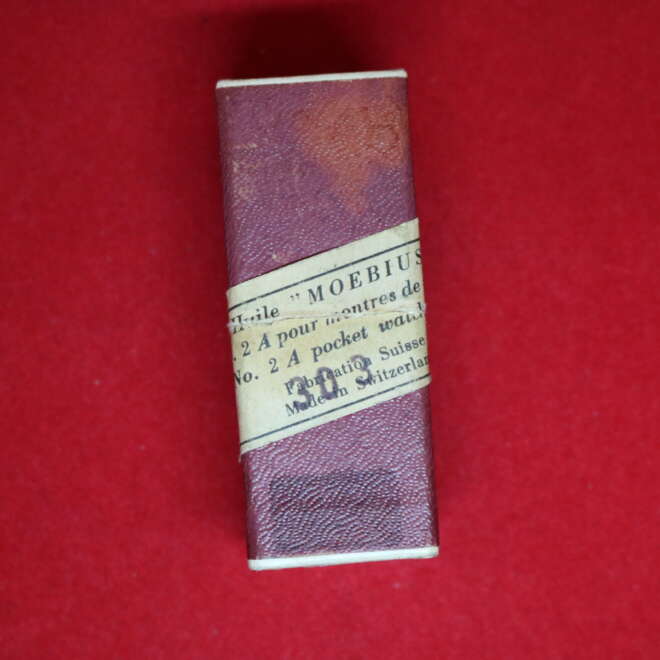 Huile "MOEBIUS
. 2 A pour montres de
No. 2 A pocket watch
Fabrication Suisse
Made in Switzerlan
303